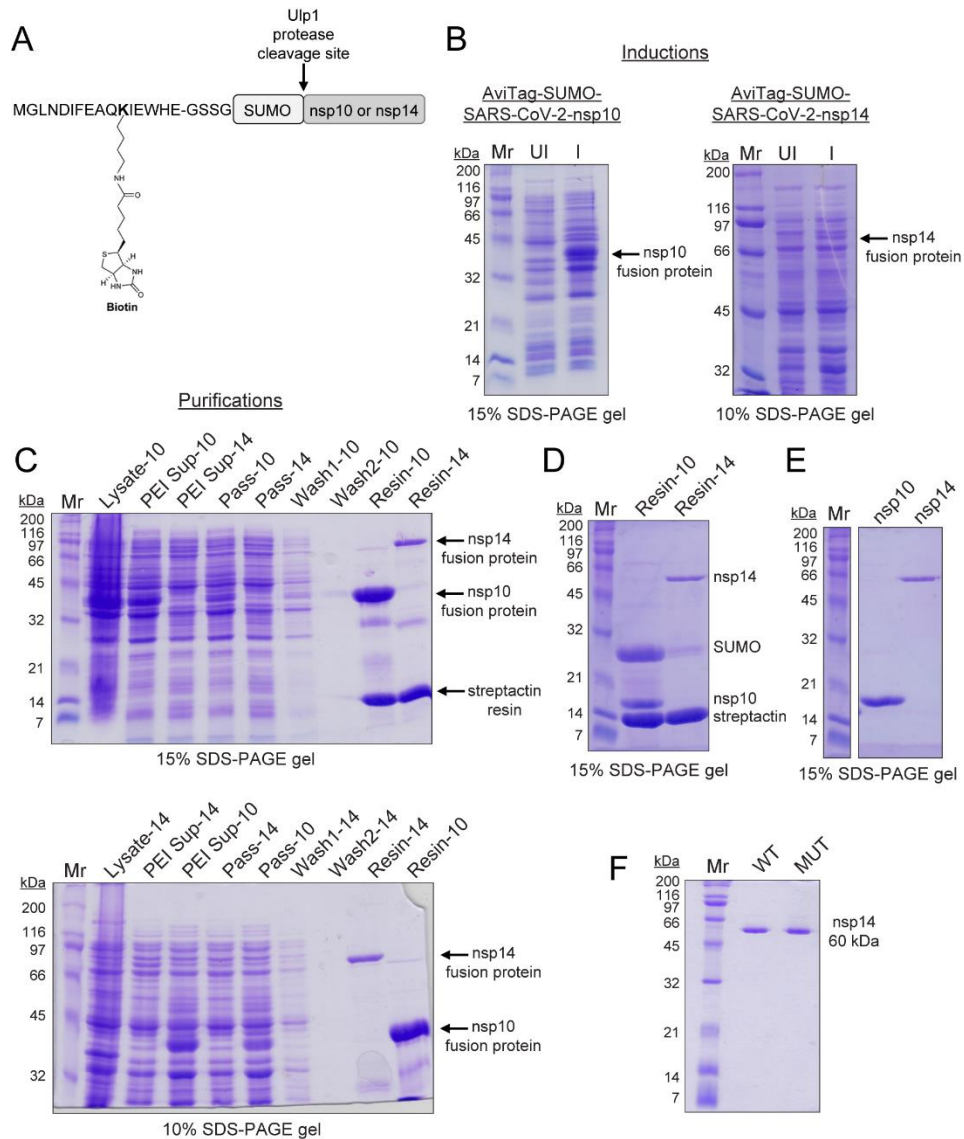 A
Ulp1
protease
cleavage site
MGLNDIFEAQKIEWHE-GSSG
SUMO
nsp10 or nsp14
NH
O
S
H
H
NH
H
HN
O
Biotin
B
Inductions
AviTag-SUMO-
SARS-CoV-2-nsp10
kDa Mr UI I
200
116
97
66
45
32
21
14
7
nsp10
fusion protein
15% SDS-PAGE gel
AviTag-SUMO-
SARS-CoV-2-nsp14
kDa Mr UI I
200
116
97
66
45
32
nsp14
fusion protein
10% SDS-PAGE gel
Purifications
C
kDa Mr Lysate-10 PEI Sup-10 PEI Sup-14 Pass-10 Pass-14 Wash1-10 Wash2-10 Resin-10 Resin-14
200
116
97
66
45
32
21
14
7
nsp14
fusion protein
nsp10
fusion protein
streptactin
resin
15% SDS-PAGE gel
kDa Mr Lysate-14 PEI Sup-14 PEI Sup-10 Pass-14 Pass-10 Wash1-14 Wash2-14 Resin-14 Resin-10
200
116
97
66
45
32
nsp14
fusion protein
nsp10
fusion protein
10% SDS-PAGE gel
D
kDa Mr Resin-10 Resin-14
200
116
97
66
45
32
21
14
7
nsp14
SUMO
nsp10
streptactin
15% SDS-PAGE gel
E
kDa Mr nsp10 nsp14
200
116
97
66
45
32
21
14
7
15% SDS-PAGE gel
F
kDa Mr WT MUT
200
116
97
66
45
32
21
14
7
nsp14
60 kDa